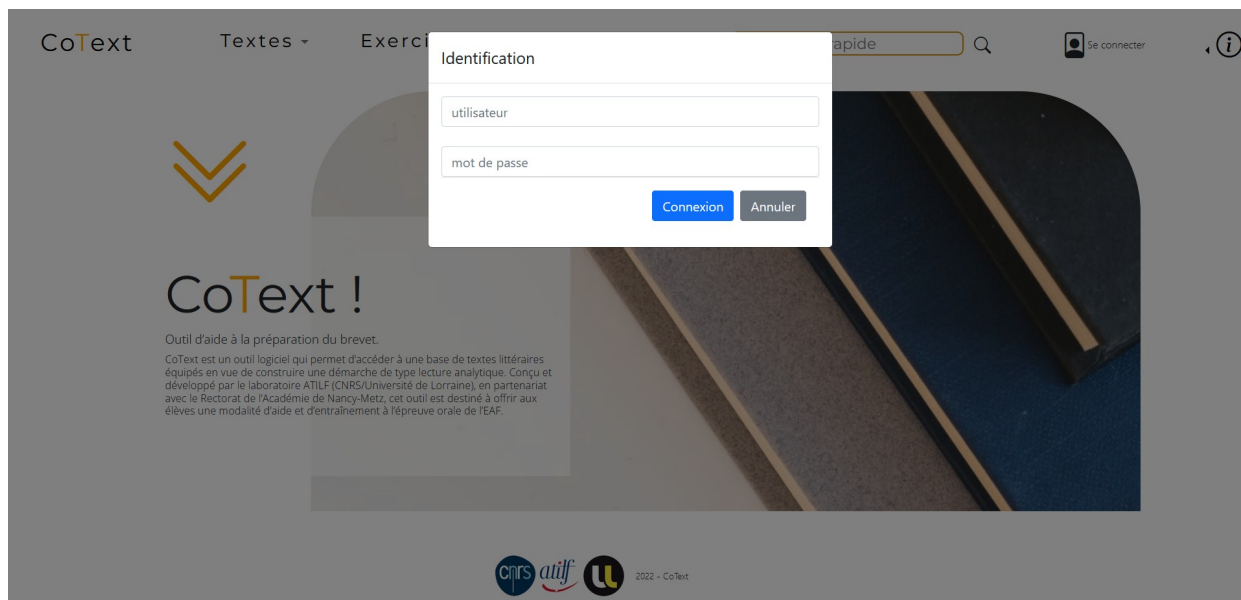 CoText
Textes
Exerci
Identification
apide
Se connecter
utilisateur
mot de passe
Connexion
Annuler
CoText !
Outil d'aide à la préparation du brevet.
CoText est un outil logiciel qui permet d'accéder à une base de textes littéraires
équipés en vue de construire une démarche de type lecture analytique. Conçu et
développé par le laboratoire ATILF (CNRS/Université de Lorraine), en partenariat
avec le Rectorat de l'Académie de Nancy-Metz, cet outil est destiné à offrir aux
élèves une modalité d'aide et d'entraînement à l'épreuve orale de l'EAF.
cnrs
atilf
2022 - CoText